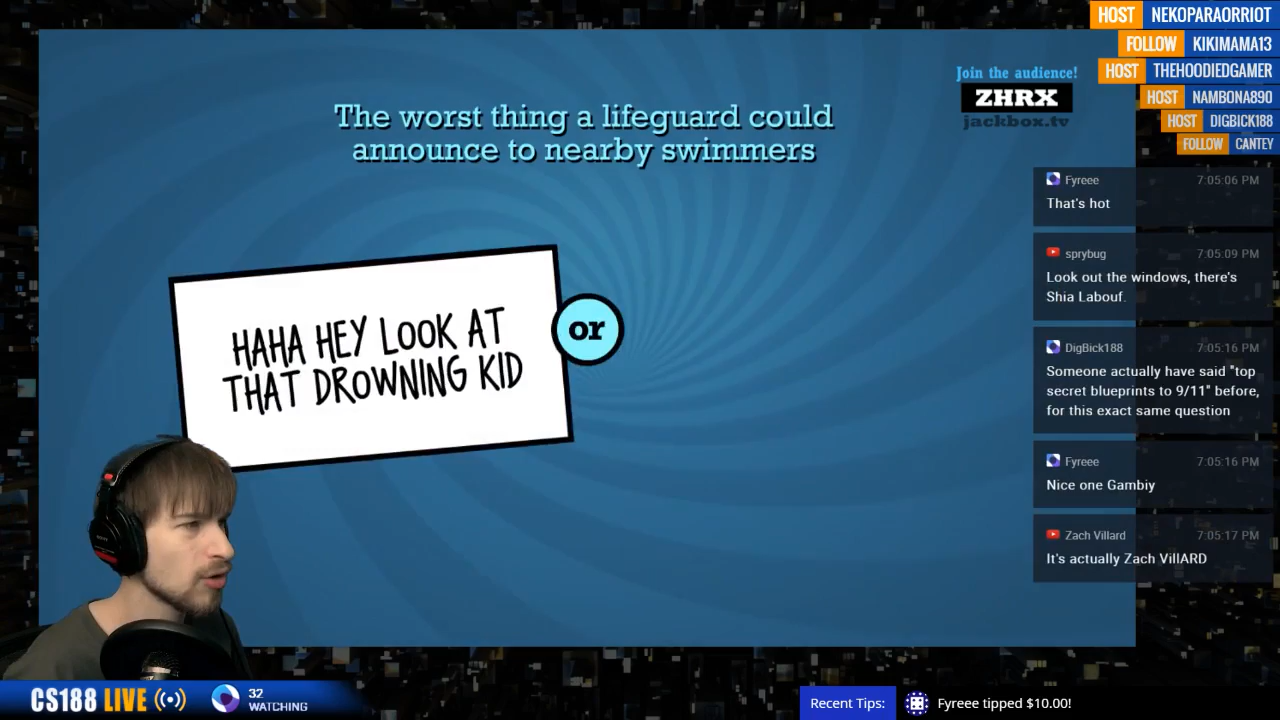 HOST NEKOPARAORRIOT
FOLLOW KIKIMAMA13
HOST THEHOODIEDGAMER
HOST NAMBONA890
HOST DIGBICK188
FOLLOW CANTEY
Join the audience!
ZHRX
jackbox.tv
The worst thing a lifeguard could
announce to nearby swimmers
HAHA HEY LOOK AT
THAT DROWNING KID
or
Fyreee 7:05:06 PM
That's hot
sprybug 7:05:09 PM
Look out the windows, there's
Shia Labouf.
DigBick188 7:05:16 PM
Someone actually have said "top
secret blueprints to 9/11" before,
for this exact same question
Fyreee 7:05:16 PM
Nice one Gambiy
Zach Villard 7:05:17 PM
It's actually Zach VillARD
CS188 LIVE
32
WATCHING
Recent Tips:
Fyreee tipped $10.00!